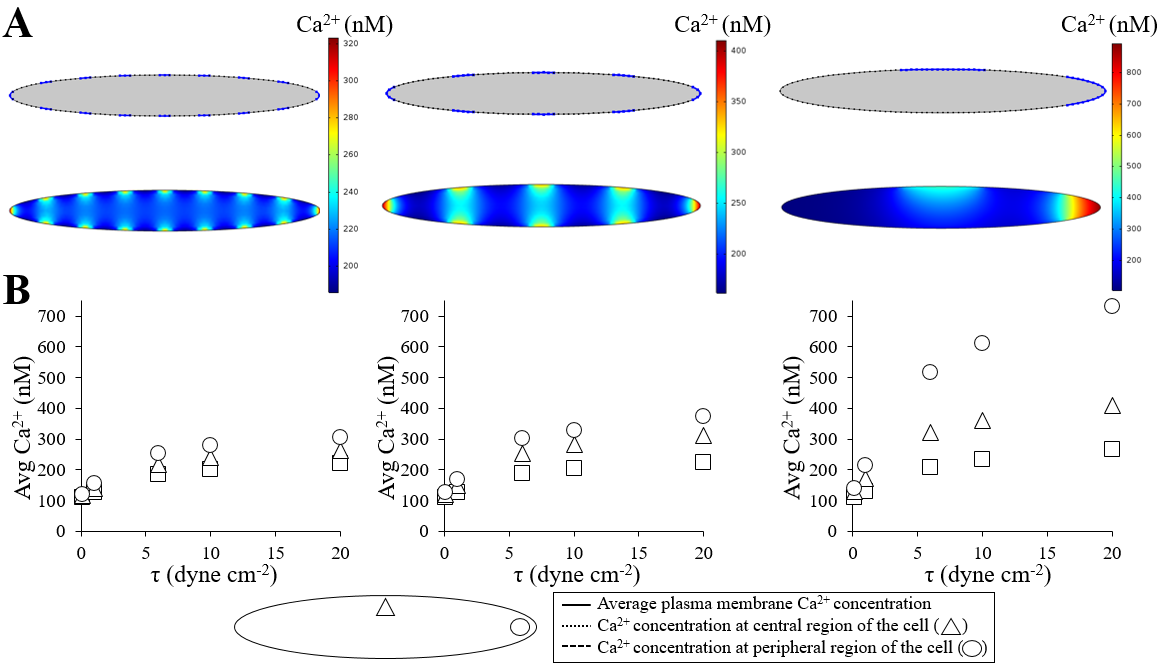 A
Ca²⁺ (nM)
Ca²⁺ (nM)
Ca²⁺ (nM)
320
300
280
260
240
220
200
400
350
300
250
200
800
700
600
500
400
300
200
B
Avg Ca²⁺ (nM)
700
600
500
400
300
200
100
0
0 5 10 15 20
τ (dyne cm⁻²)
Avg Ca²⁺ (nM)
700
600
500
400
300
200
100
0
0 5 10 15 20
τ (dyne cm⁻²)
Avg Ca²⁺ (nM)
700
600
500
400
300
200
100
0
0 5 10 15 20
τ (dyne cm⁻²)
Average plasma membrane Ca²⁺ concentration
Ca²⁺ concentration at central region of the cell (△)
Ca²⁺ concentration at peripheral region of the cell (○)